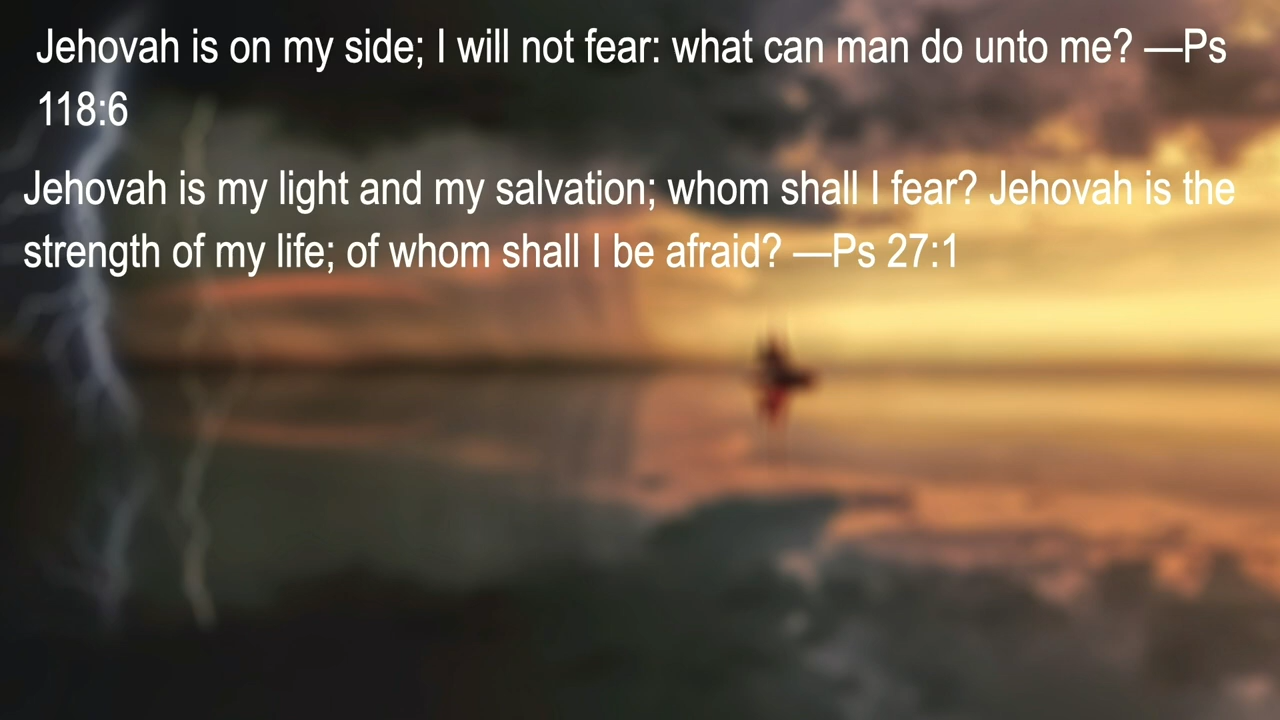 Jehovah is on my side; I will not fear: what can man do unto me? —Ps
118:6
Jehovah is my light and my salvation; whom shall I fear? Jehovah is the
strength of my life; of whom shall I be afraid? —Ps 27:1